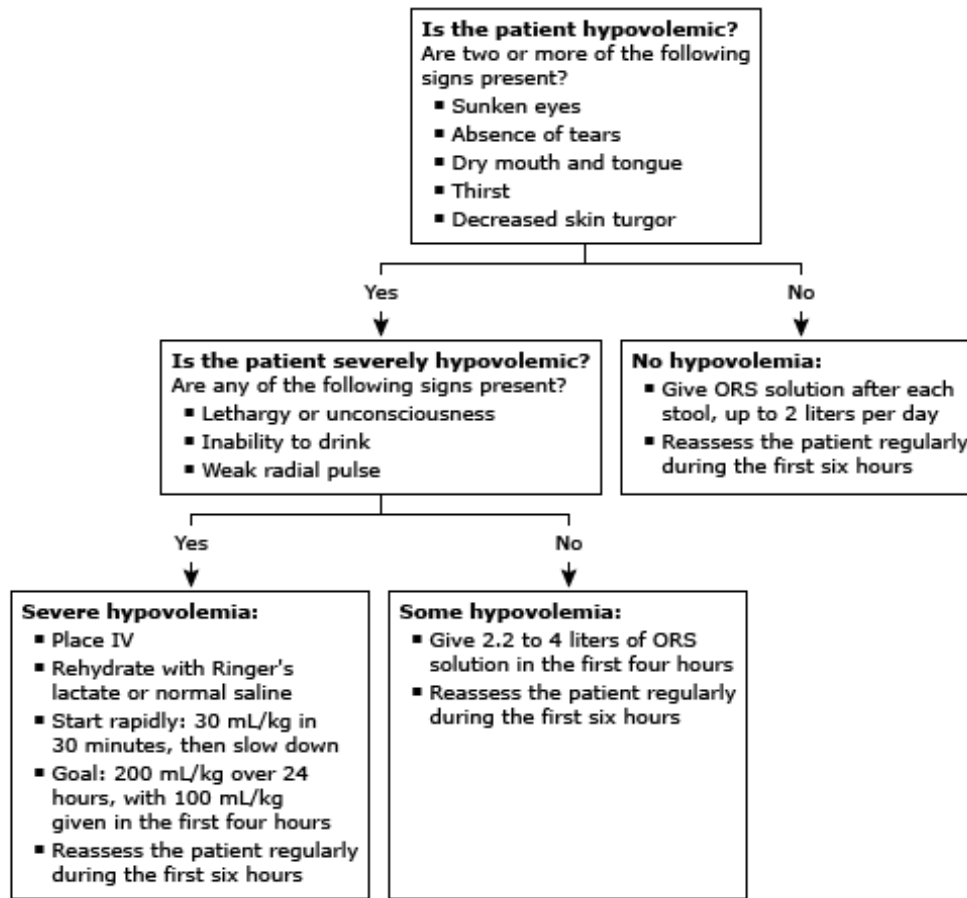 Is the patient hypovolemic?
Are two or more of the following
signs present?
▪ Sunken eyes
▪ Absence of tears
▪ Dry mouth and tongue
▪ Thirst
▪ Decreased skin turgor
Yes
No
Is the patient severely hypovolemic?
Are any of the following signs present?
▪ Lethargy or unconsciousness
▪ Inability to drink
▪ Weak radial pulse
No hypovolemia:
▪ Give ORS solution after each
stool, up to 2 liters per day
▪ Reassess the patient regularly
during the first six hours
Yes
No
Severe hypovolemia:
▪ Place IV
▪ Rehydrate with Ringer's
lactate or normal saline
▪ Start rapidly: 30 mL/kg in
30 minutes, then slow down
▪ Goal: 200 mL/kg over 24
hours, with 100 mL/kg
given in the first four hours
▪ Reassess the patient regularly
during the first six hours
Some hypovolemia:
▪ Give 2.2 to 4 liters of ORS
solution in the first four hours
▪ Reassess the patient regularly
during the first six hours